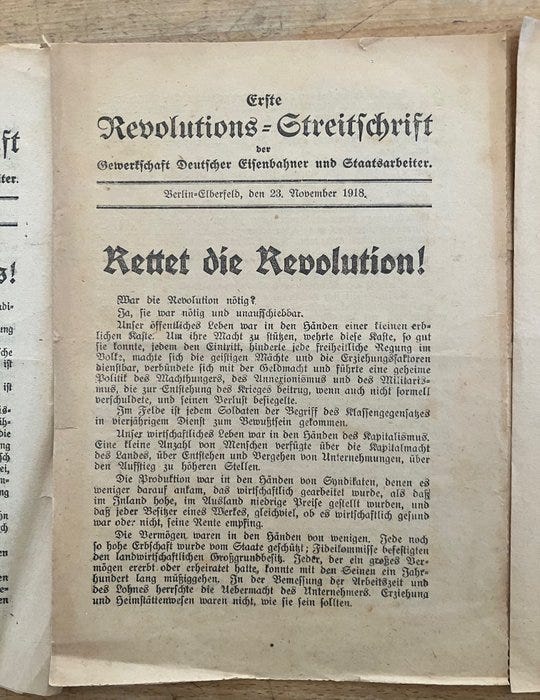 Erste
Revolutions=Streitschrift
der
Gewerkschaft Deutscher Eisenbahner und Staatsarbeiter.
Berlin-Elberfeld, den 23. November 1918.
Rettet die Revolution!
War die Revolution nötig?
Ja, sie war nötig und unaufschiebbar.
Unser öffentliches Leben war in den Händen einer kleinen erb-
lichen Kaste. Um ihre Macht zu stützen, wehrte diese Kaste, so gut
sie konnte, jedem den Eintritt, hinderte jede freiheitliche Regung im
Volke, machte sich die geistigen Mächte und die Erziehungsfaktoren
dienstbar, verbündete sich mit der Geldmacht und führte eine geheime
Politik des Machthungers, des Annexionismus und des Militaris-
mus, die zur Entstehung des Krieges beitrug, wenn auch nicht formell
verschuldete, und seinen Verlust besiegelte.
Im Felde ist jedem Soldaten der Begriff des Klassengegensatzes
in vierjährigem Dienst zum Bewußtsein gekommen.
Unser wirtschaftliches Leben war in den Händen des Kapitalismus.
Eine kleine Anzahl von Menschen verfügte über die Kapitalmacht
des Landes, über Entstehen und Vergehen von Unternehmungen, über
den Aufstieg zu höheren Stellen.
Die Produktion war in den Händen von Syndikaten, denen es
weniger darauf ankam, das wirtschaftlich gearbeitet wurde, als daß
im Inland hohe, im Ausland niedrige Preise gestellt wurden, und
daß jeder Besitzer eines Werkes, gleichviel, ob es wirtschaftlich gesund
war oder nicht, seine Rente empfing.
Die Vermögen waren in den Händen von Wenigen. Jede noch
so hohe Erbschaft wurde vom Staate geschützt; Fideikommisse befestigten
den landwirtschaftlichen Großgrundbesitz. Jeder, der ein großes Ver-
mögen ererbt oder erheiratet hatte, konnte mit den Seinen ein Jahr-
hundert lang müßiggehen. In der Bemessung der Arbeitszeit und
des Lohnes herrschte die Uebermacht des Unternehmers. Erziehung
und Heimstättenwesen waren nicht, wie sie sein sollten.